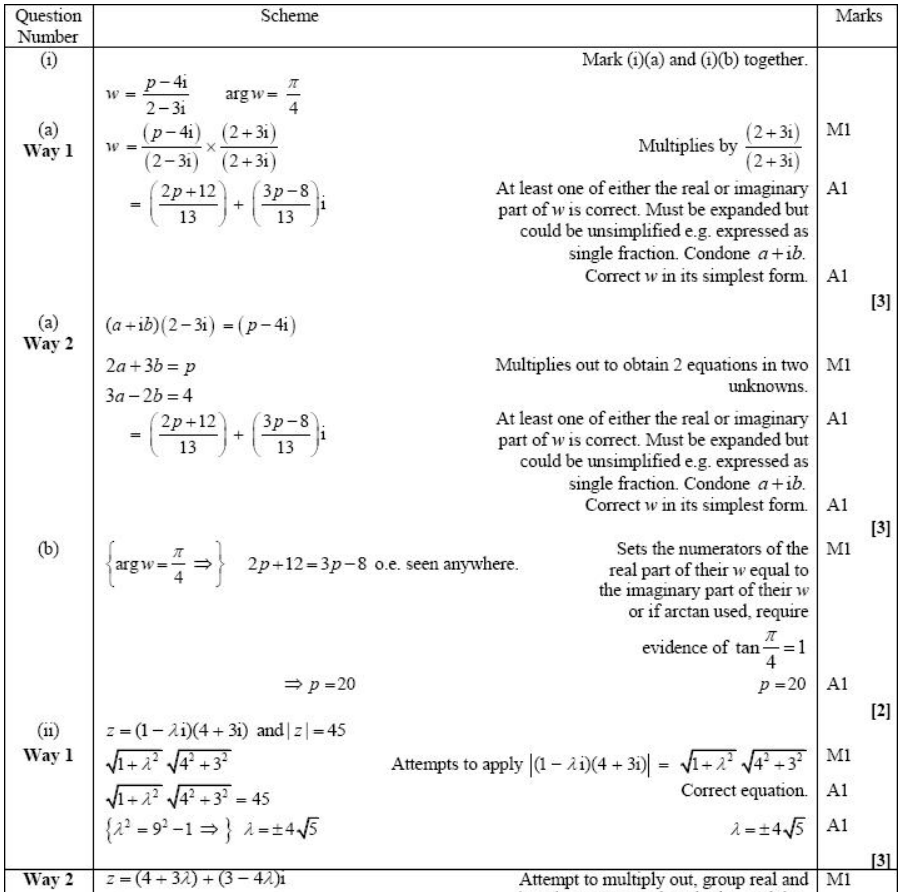 Question Number Scheme Marks
(i) Mark (i)(a) and (i)(b) together.
w = (p − 4i)/(2 − 3i) arg w = π/4
(a) Way 1 w = (p − 4i)/(2 − 3i) × (2 + 3i)/(2 + 3i) Multiplies by (2 + 3i)/(2 + 3i) M1
= ((2p + 12)/13) + ((3p − 8)/13)i At least one of either the real or imaginary A1
part of w is correct. Must be expanded but
could be unsimplified e.g. expressed as
single fraction. Condone a + ib.
Correct w in its simplest form. A1
[3]
(a) Way 2 (a + ib)(2 − 3i) = (p − 4i)
2a + 3b = p Multiplies out to obtain 2 equations in two M1
3a − 2b = 4 unknowns.
= ((2p + 12)/13) + ((3p − 8)/13)i At least one of either the real or imaginary A1
part of w is correct. Must be expanded but
could be unsimplified e.g. expressed as
single fraction. Condone a + ib.
Correct w in its simplest form. A1
[3]
(b) {arg w = π/4 ⇒} 2p + 12 = 3p − 8 o.e. seen anywhere. Sets the numerators of the M1
real part of their w equal to
the imaginary part of their w
or if arctan used, require
evidence of tan π/4 = 1
⇒ p = 20 p = 20 A1
[2]
(ii) z = (1 − λi)(4 + 3i) and |z| = 45
Way 1 √(1 + λ²) √(4² + 3²) Attempts to apply |(1 − λi)(4 + 3i)| = √(1 + λ²) √(4² + 3²) M1
√(1 + λ²) √(4² + 3²) = 45 Correct equation. A1
{λ² = 9² − 1 ⇒} λ = ±4√5 λ = ±4√5 A1
[3]
Way 2 z = (4 + 3λ) + (3 − 4λ)i Attempt to multiply out, group real and M1